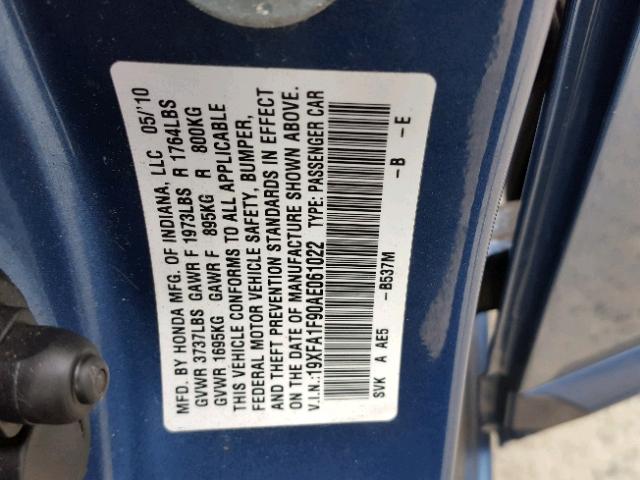 MFD. BY HONDA MFG. OF INDIANA, LLC 05/'10
GVWR 3737LBS GAWR F 1973LBS R 1764LBS
GVWR 1695KG GAWR F 895KG R 800KG
THIS VEHICLE CONFORMS TO ALL APPLICABLE
FEDERAL MOTOR VEHICLE SAFETY, BUMPER,
AND THEFT PREVENTION STANDARDS IN EFFECT
ON THE DATE OF MANUFACTURE SHOWN ABOVE.
V.I.N.:19XFA1F90AE061022 TYPE: PASSENGER CAR
SVK A AE5 -B537M -B -E